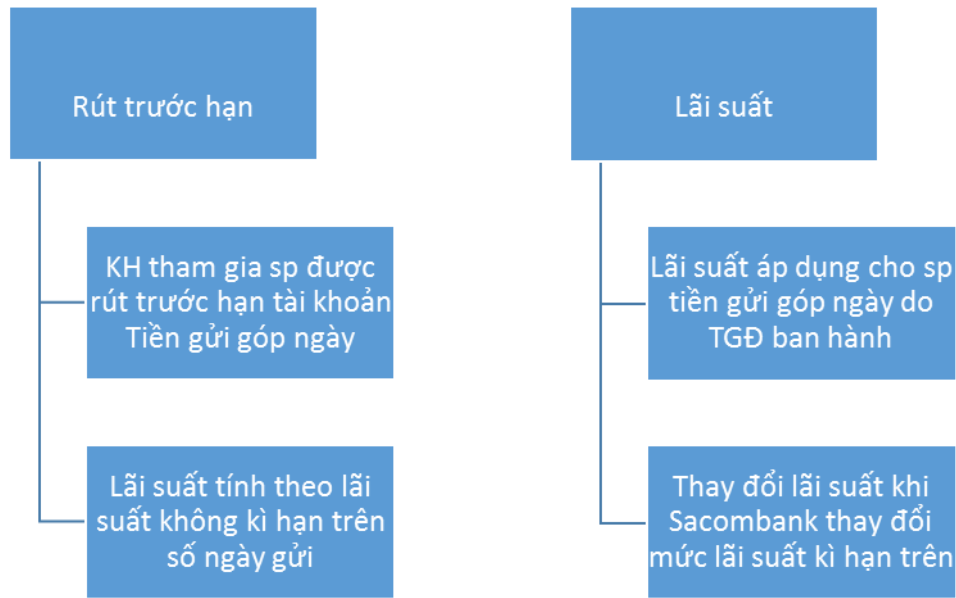 Rút trước hạn
KH tham gia sp được
rút trước hạn tài khoản
Tiền gửi góp ngày
Lãi suất tính theo lãi
suất không kì hạn trên
số ngày gửi
Lãi suất
Lãi suất áp dụng cho sp
tiền gửi góp ngày do
TGĐ ban hành
Thay đổi lãi suất khi
Sacombank thay đổi
mức lãi suất kì hạn trên